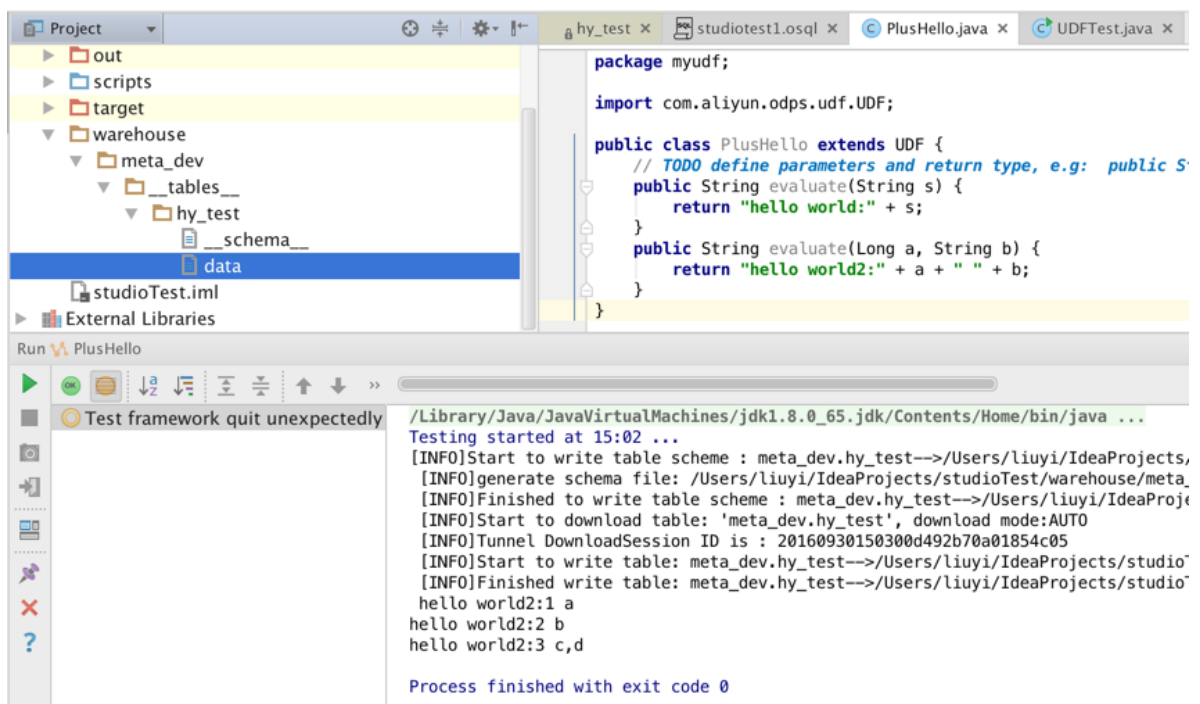 Project
hy_test
studiotest1.osql
PlusHello.java
UDFTest.java
out
scripts
target
warehouse
meta_dev
__tables__
hy_test
__schema__
data
studioTest.iml
External Libraries
package myudf;
import com.aliyun.odps.udf.UDF;
public class PlusHello extends UDF {
// TODO define parameters and return type, e.g:  public S
public String evaluate(String s) {
return "hello world:" + s;
}
public String evaluate(Long a, String b) {
return "hello world2:" + a + " " + b;
}
}
Run PlusHello
OK
Test framework quit unexpectedly
/Library/Java/JavaVirtualMachines/jdk1.8.0_65.jdk/Contents/Home/bin/java ...
Testing started at 15:02 ...
[INFO]Start to write table scheme : meta_dev.hy_test-->/Users/liuyi/IdeaProjects/
[INFO]generate schema file: /Users/liuyi/IdeaProjects/studioTest/warehouse/meta_
[INFO]Finished to write table scheme : meta_dev.hy_test-->/Users/liuyi/IdeaProje
[INFO]Start to download table: 'meta_dev.hy_test', download mode:AUTO
[INFO]Tunnel DownloadSession ID is : 20160930150300d492b70a01854c05
[INFO]Start to write table: meta_dev.hy_test-->/Users/liuyi/IdeaProjects/studioT
[INFO]Finished write table: meta_dev.hy_test-->/Users/liuyi/IdeaProjects/studioT
hello world2:1 a
hello world2:2 b
hello world2:3 c,d
Process finished with exit code 0